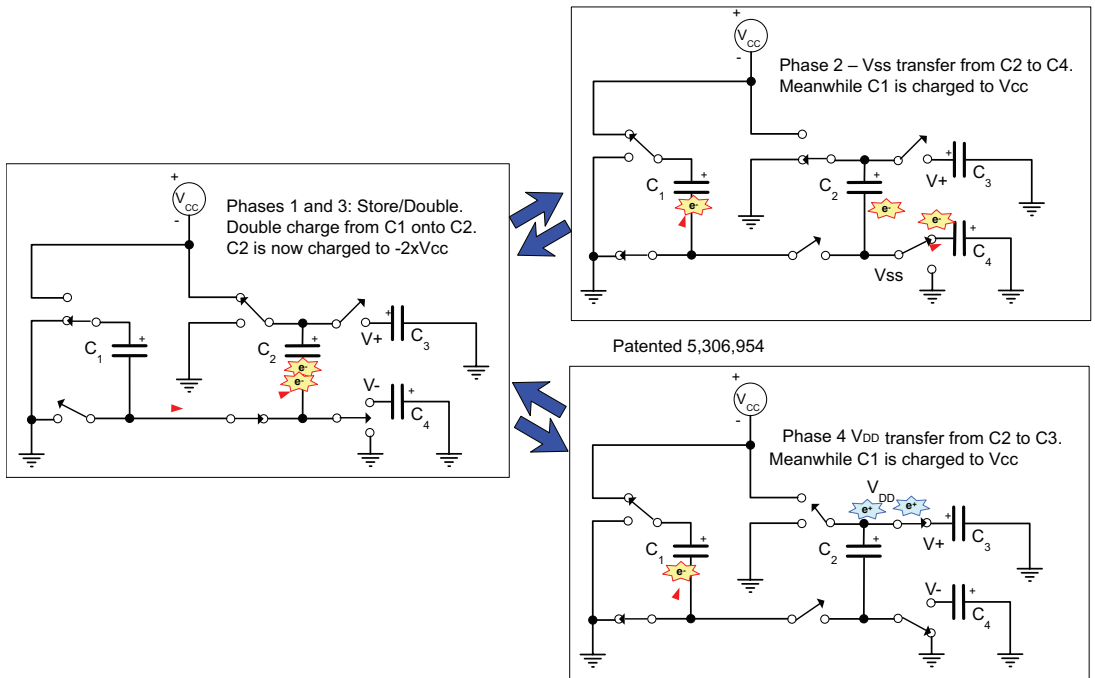 +
VCC
-
Phases 1 and 3: Store/Double.
Double charge from C1 onto C2.
C2 is now charged to -2xVcc
C1
+
C2
+
e-
e-
V+
+
C3
V-
+
C4
+
VCC
-
Phase 2 – Vss transfer from C2 to C4.
Meanwhile C1 is charged to Vcc
C1
+
e-
C2
+
e-
e-
V+
+
C3
Vss
+
C4
Patented 5,306,954
+
VCC
-
Phase 4 VDD transfer from C2 to C3.
Meanwhile C1 is charged to Vcc
VDD
e+
e+
C1
+
e-
C2
+
V+
+
C3
V-
+
C4